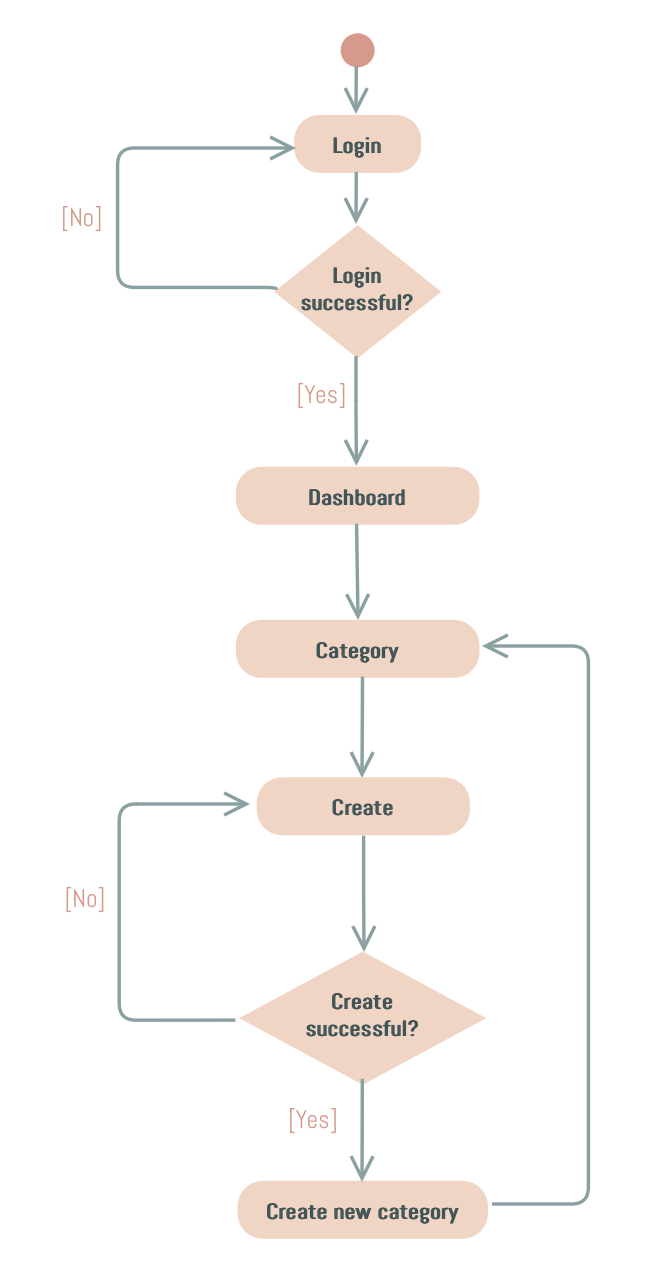 Login
[No]
Login
successful?
[Yes]
Dashboard
Category
Create
[No]
Create
successful?
[Yes]
Create new category